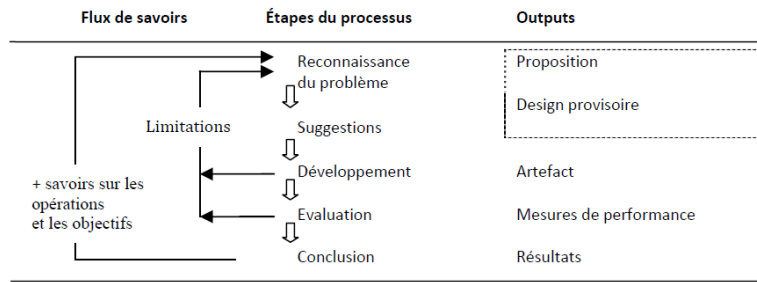 Flux de savoirs Étapes du processus Outputs
Reconnaissance Proposition
du problème
Design provisoire
Limitations Suggestions
Développement Artefact
+ savoirs sur les
opérations
et les objectifs
Evaluation Mesures de performance
Conclusion Résultats